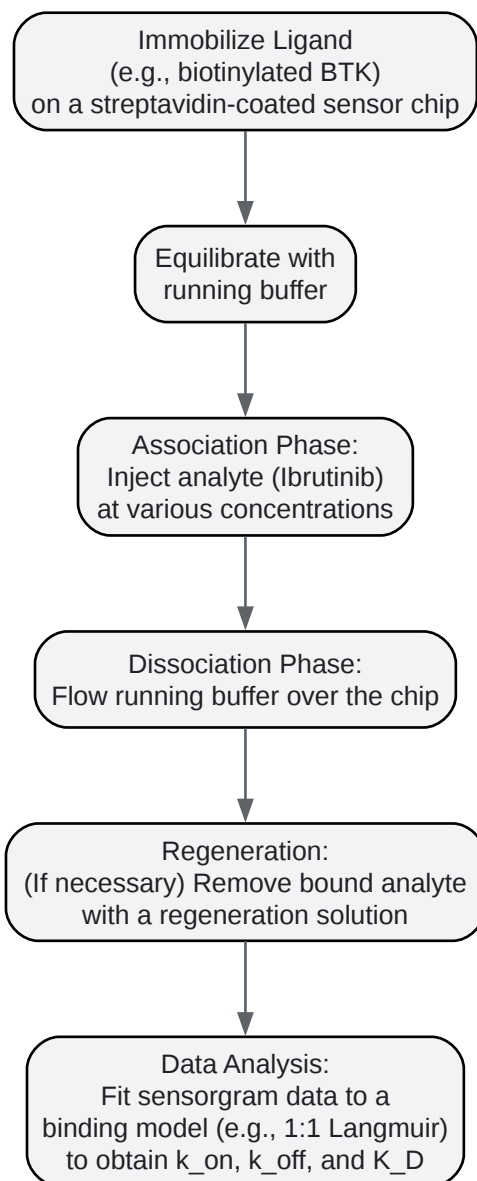 Immobilize Ligand
(e.g., biotinylated BTK)
on a streptavidin-coated sensor chip
Equilibrate with
running buffer
Association Phase:
Inject analyte (Ibrutinib)
at various concentrations
Dissociation Phase:
Flow running buffer over the chip
Regeneration:
(If necessary) Remove bound analyte
with a regeneration solution
Data Analysis:
Fit sensorgram data to a
binding model (e.g., 1:1 Langmuir)
to obtain k_on, k_off, and K_D